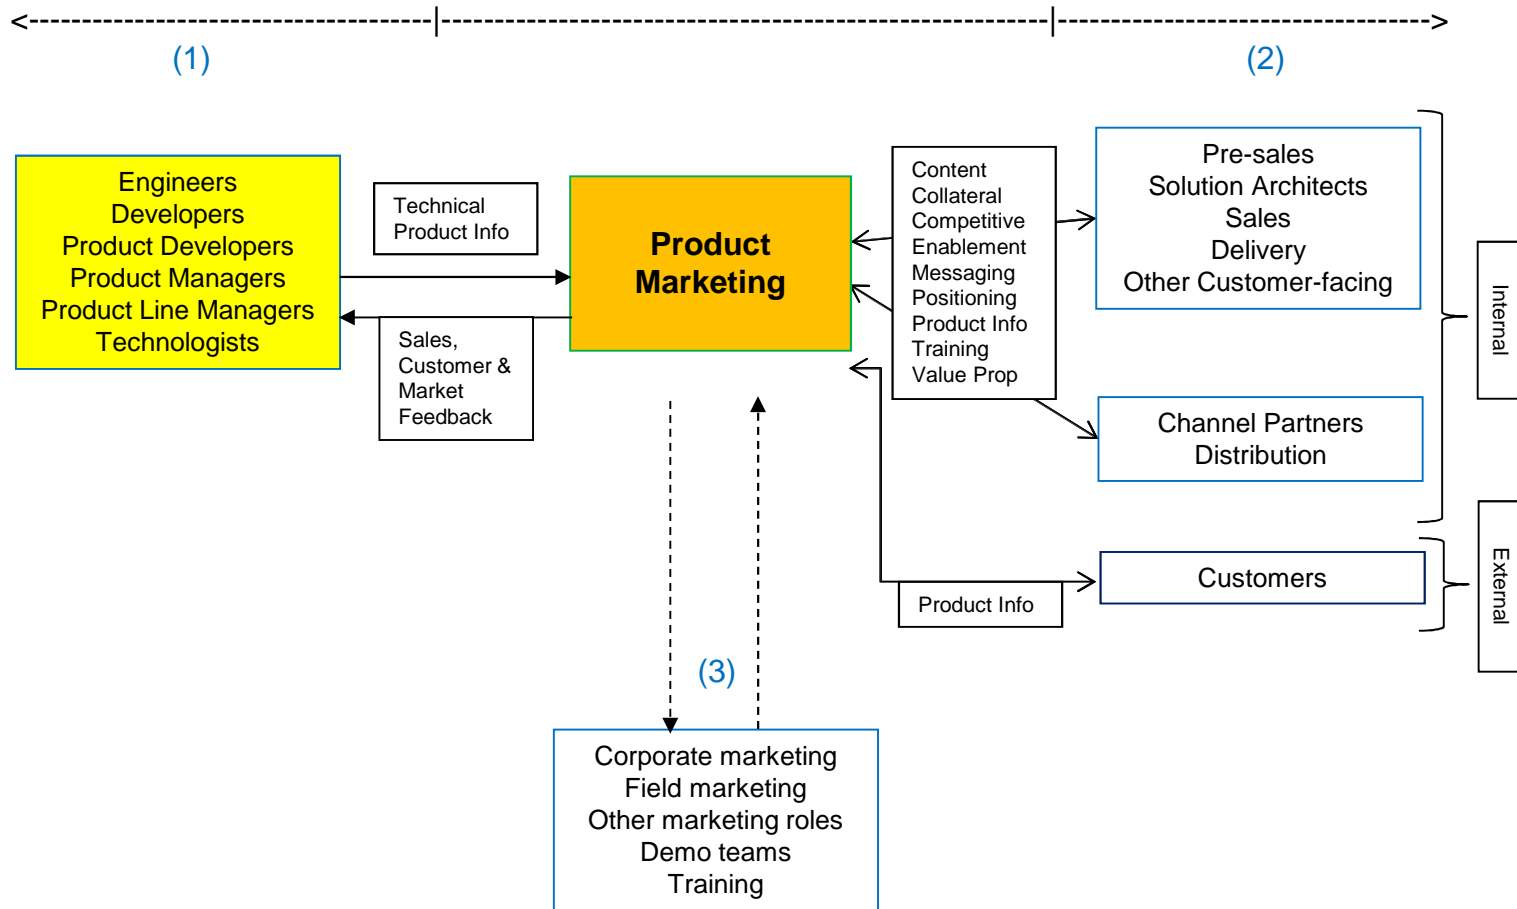 (1)
(2)
Engineers
Developers
Product Developers
Product Managers
Product Line Managers
Technologists
Technical
Product Info
Sales,
Customer &
Market
Feedback
Product
Marketing
Content
Collateral
Competitive
Enablement
Messaging
Positioning
Product Info
Training
Value Prop
Pre-sales
Solution Architects
Sales
Delivery
Other Customer-facing
Channel Partners
Distribution
Internal
Product Info
Customers
External
(3)
Corporate marketing
Field marketing
Other marketing roles
Demo teams
Training